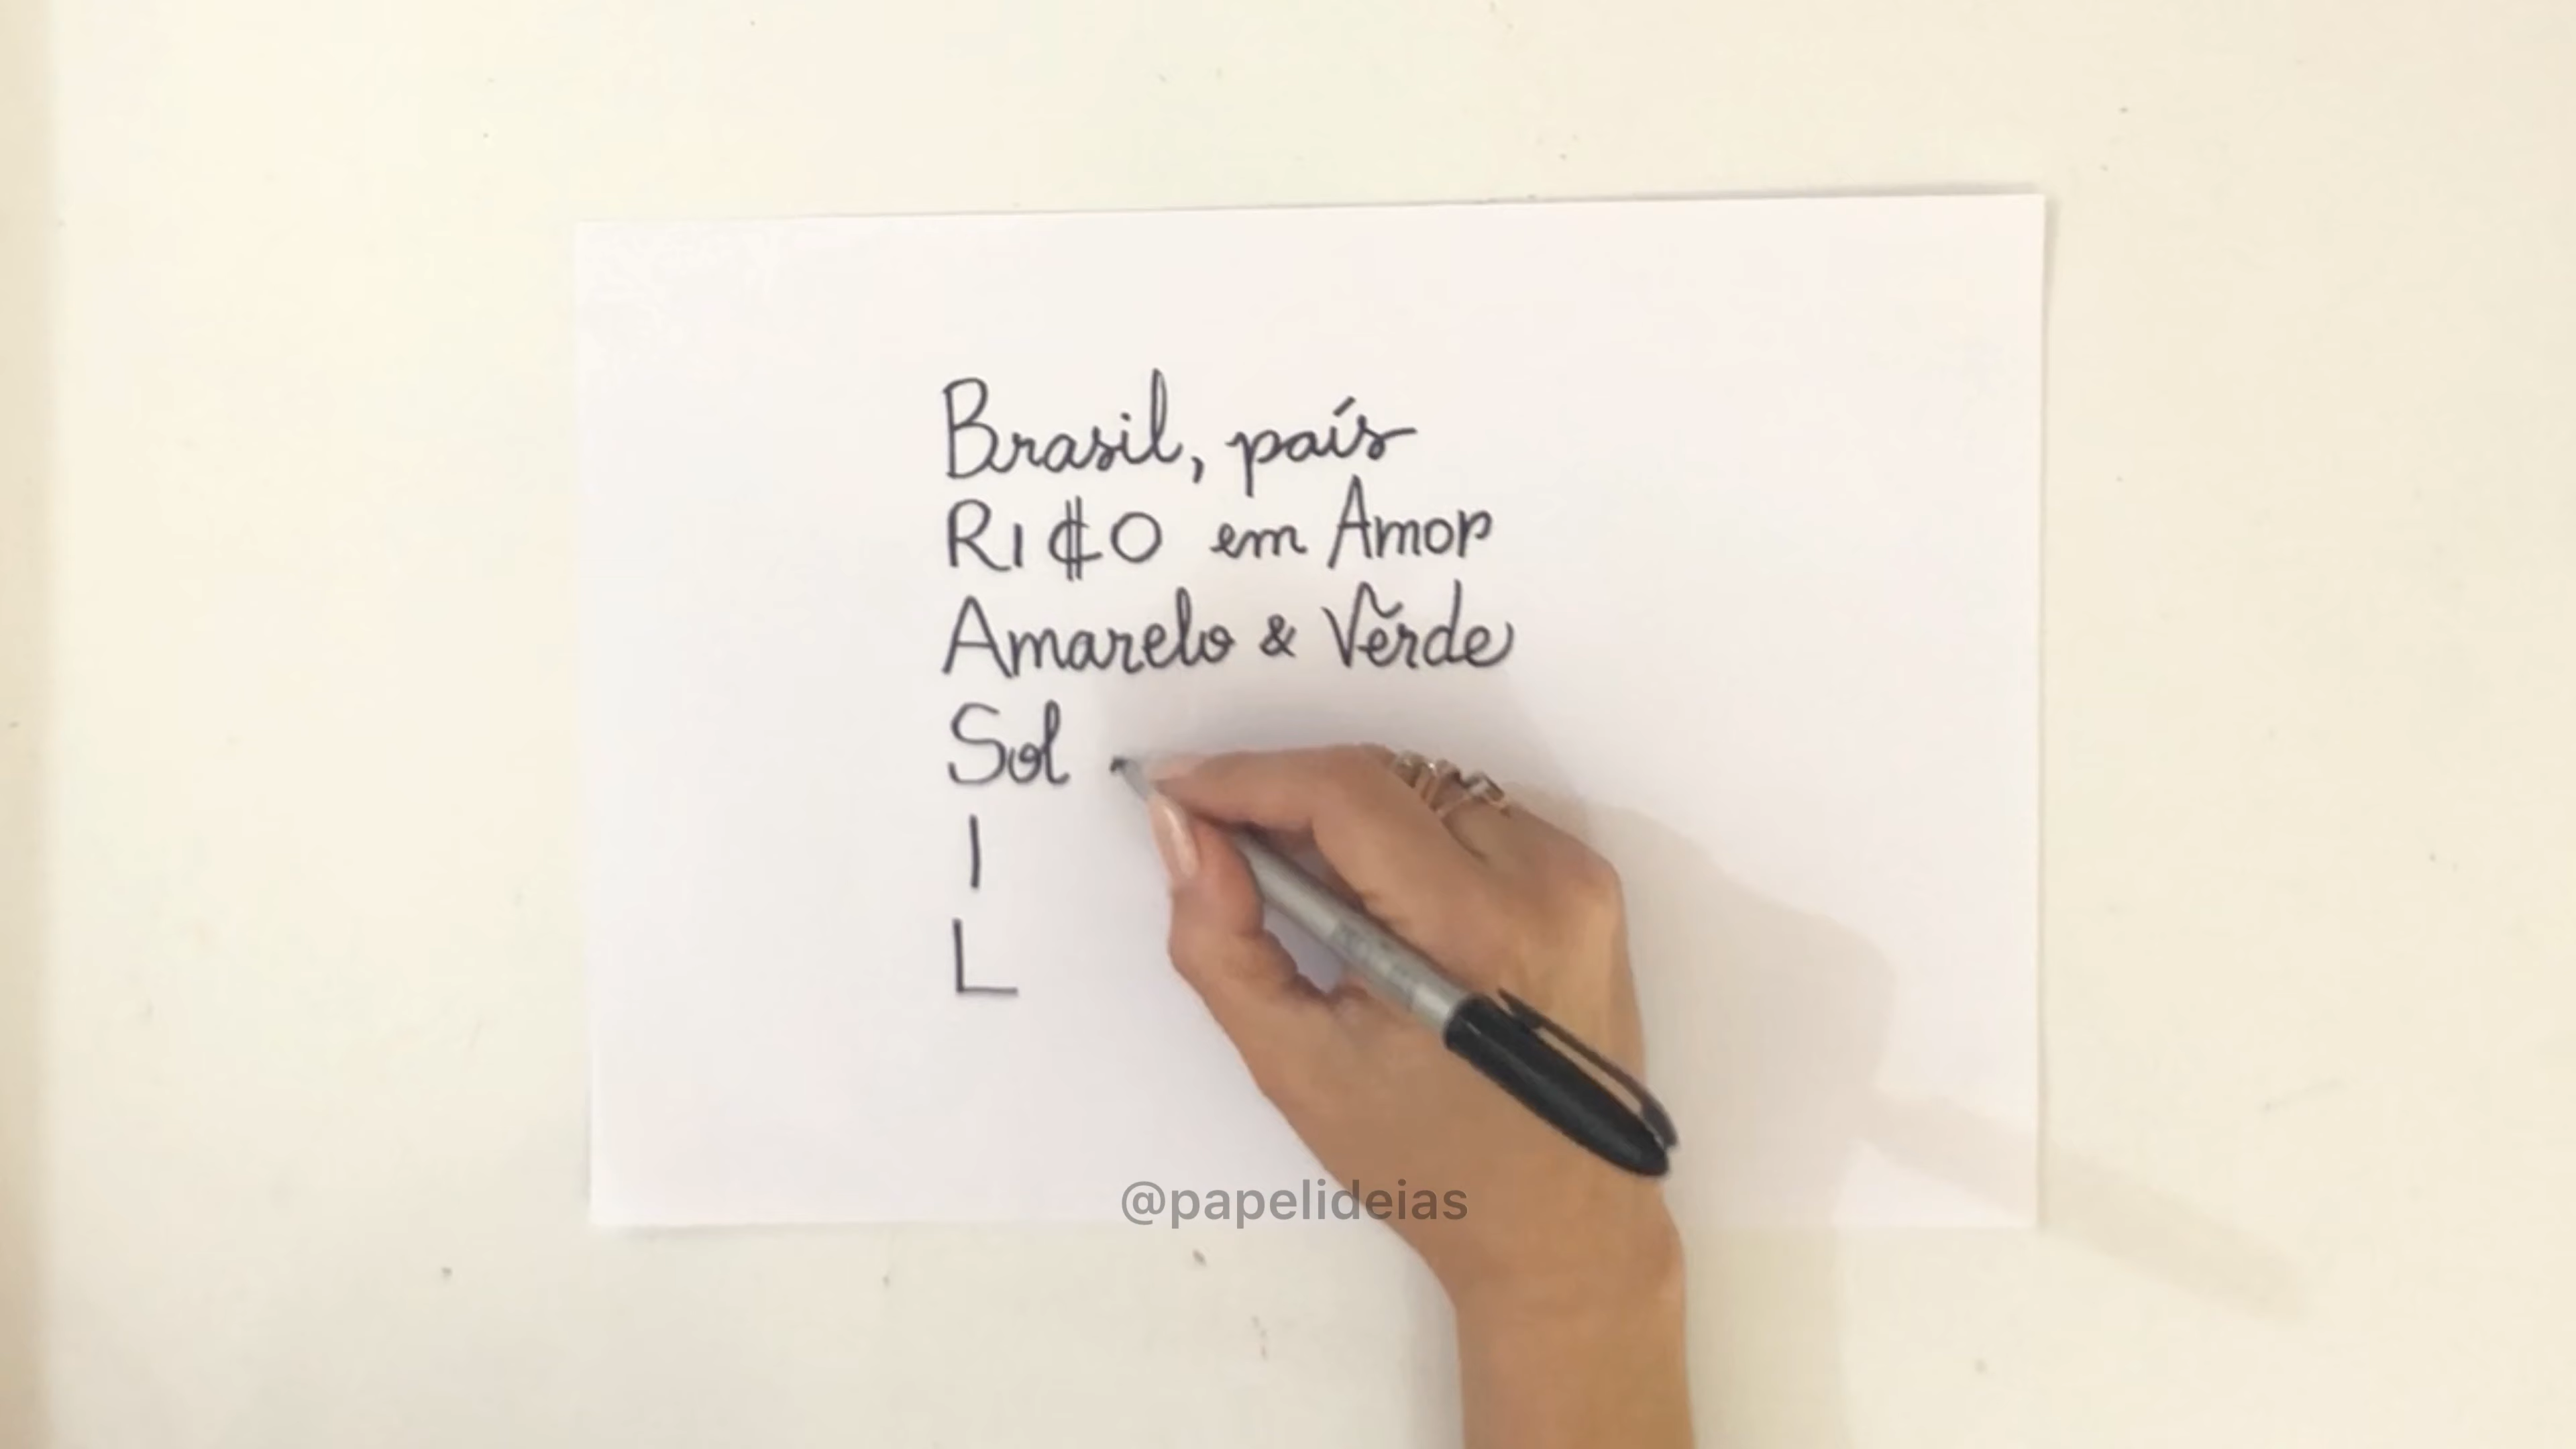 Brasil, país
RI₵O em Amor
Amarelo & Verde
Sol
I
L
@papelideias